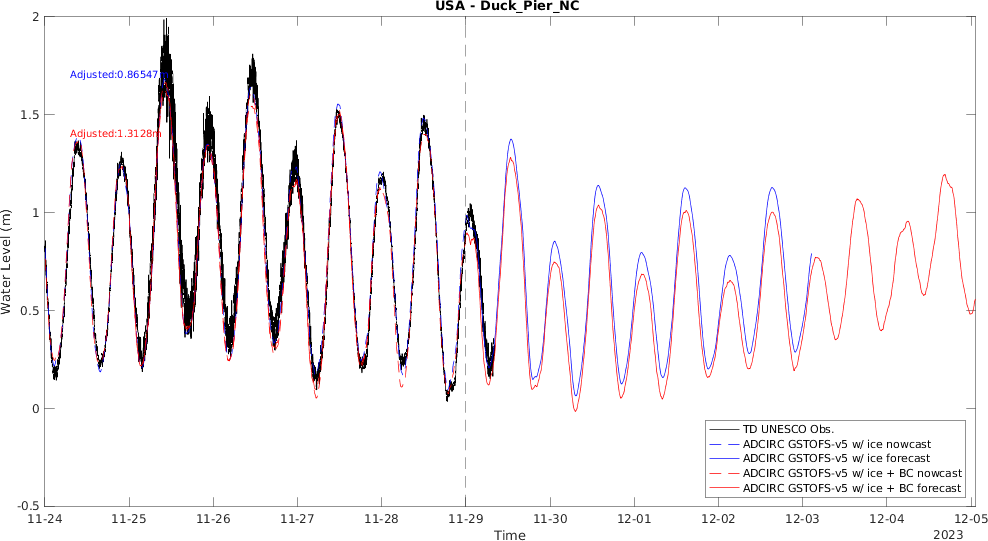 USA - Duck_Pier_NC
2
1.5
1
0.5
0
-0.5
Water Level (m)
Adjusted:0.86547
Adjusted:1.3128m
TD UNESCO Obs.
ADCIRC GSTOFS-v5 w/ ice nowcast
ADCIRC GSTOFS-v5 w/ ice forecast
ADCIRC GSTOFS-v5 w/ ice + BC nowcast
ADCIRC GSTOFS-v5 w/ ice + BC forecast
11-24 11-25 11-26 11-27 11-28 11-29 11-30 12-01 12-02 12-03 12-04 12-05
Time
2023